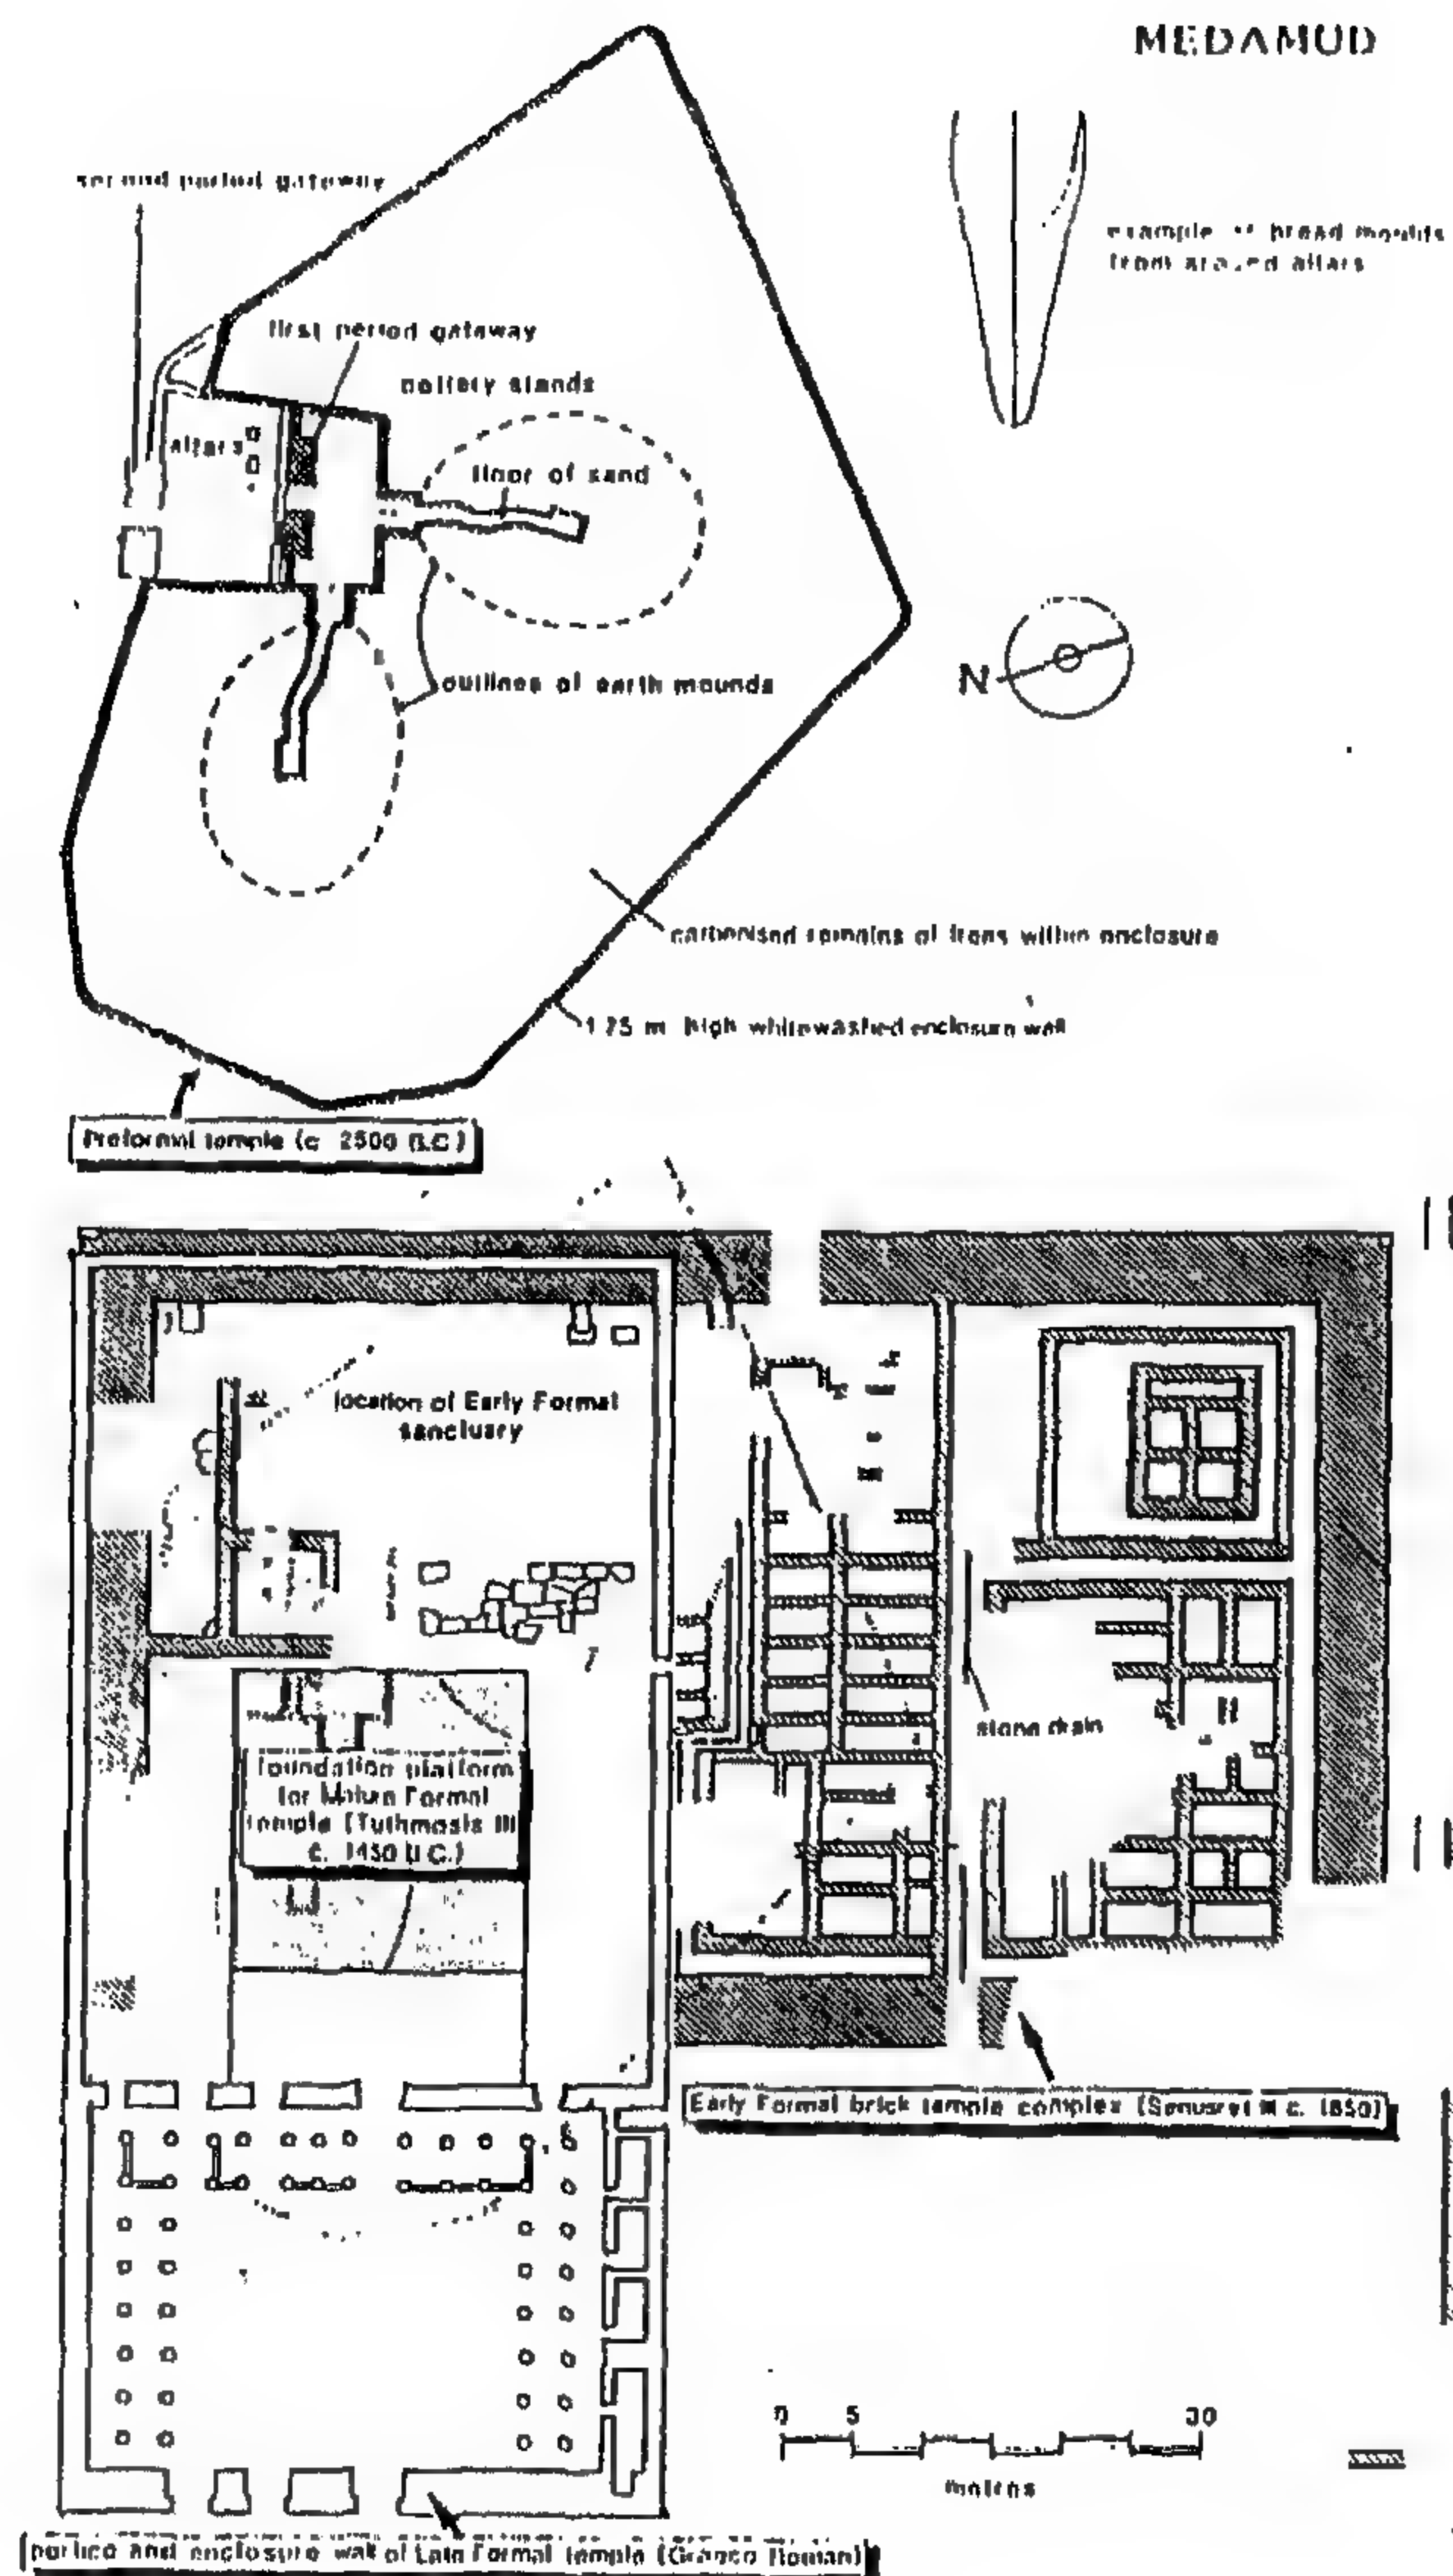 MEDAMUD
second period gateway
example of bread moulds
from around altars
first period gateway
pottery stands
altars
floor of sand
N
outlines of earth mounds
carbonised remains of trees within enclosure
1.75 m high whitewashed enclosure wall
Preformal temple (c. 2500 B.C.)
location of Early Formal
sanctuary
stone drain
foundation platform
for Mature Formal
temple (Tuthmosis III
c. 1450 B.C.)
Early Formal brick temple complex (Senusret III c. 1850)
0 5 30
metres
portico and enclosure wall of Late Formal temple (Graeco Roman)